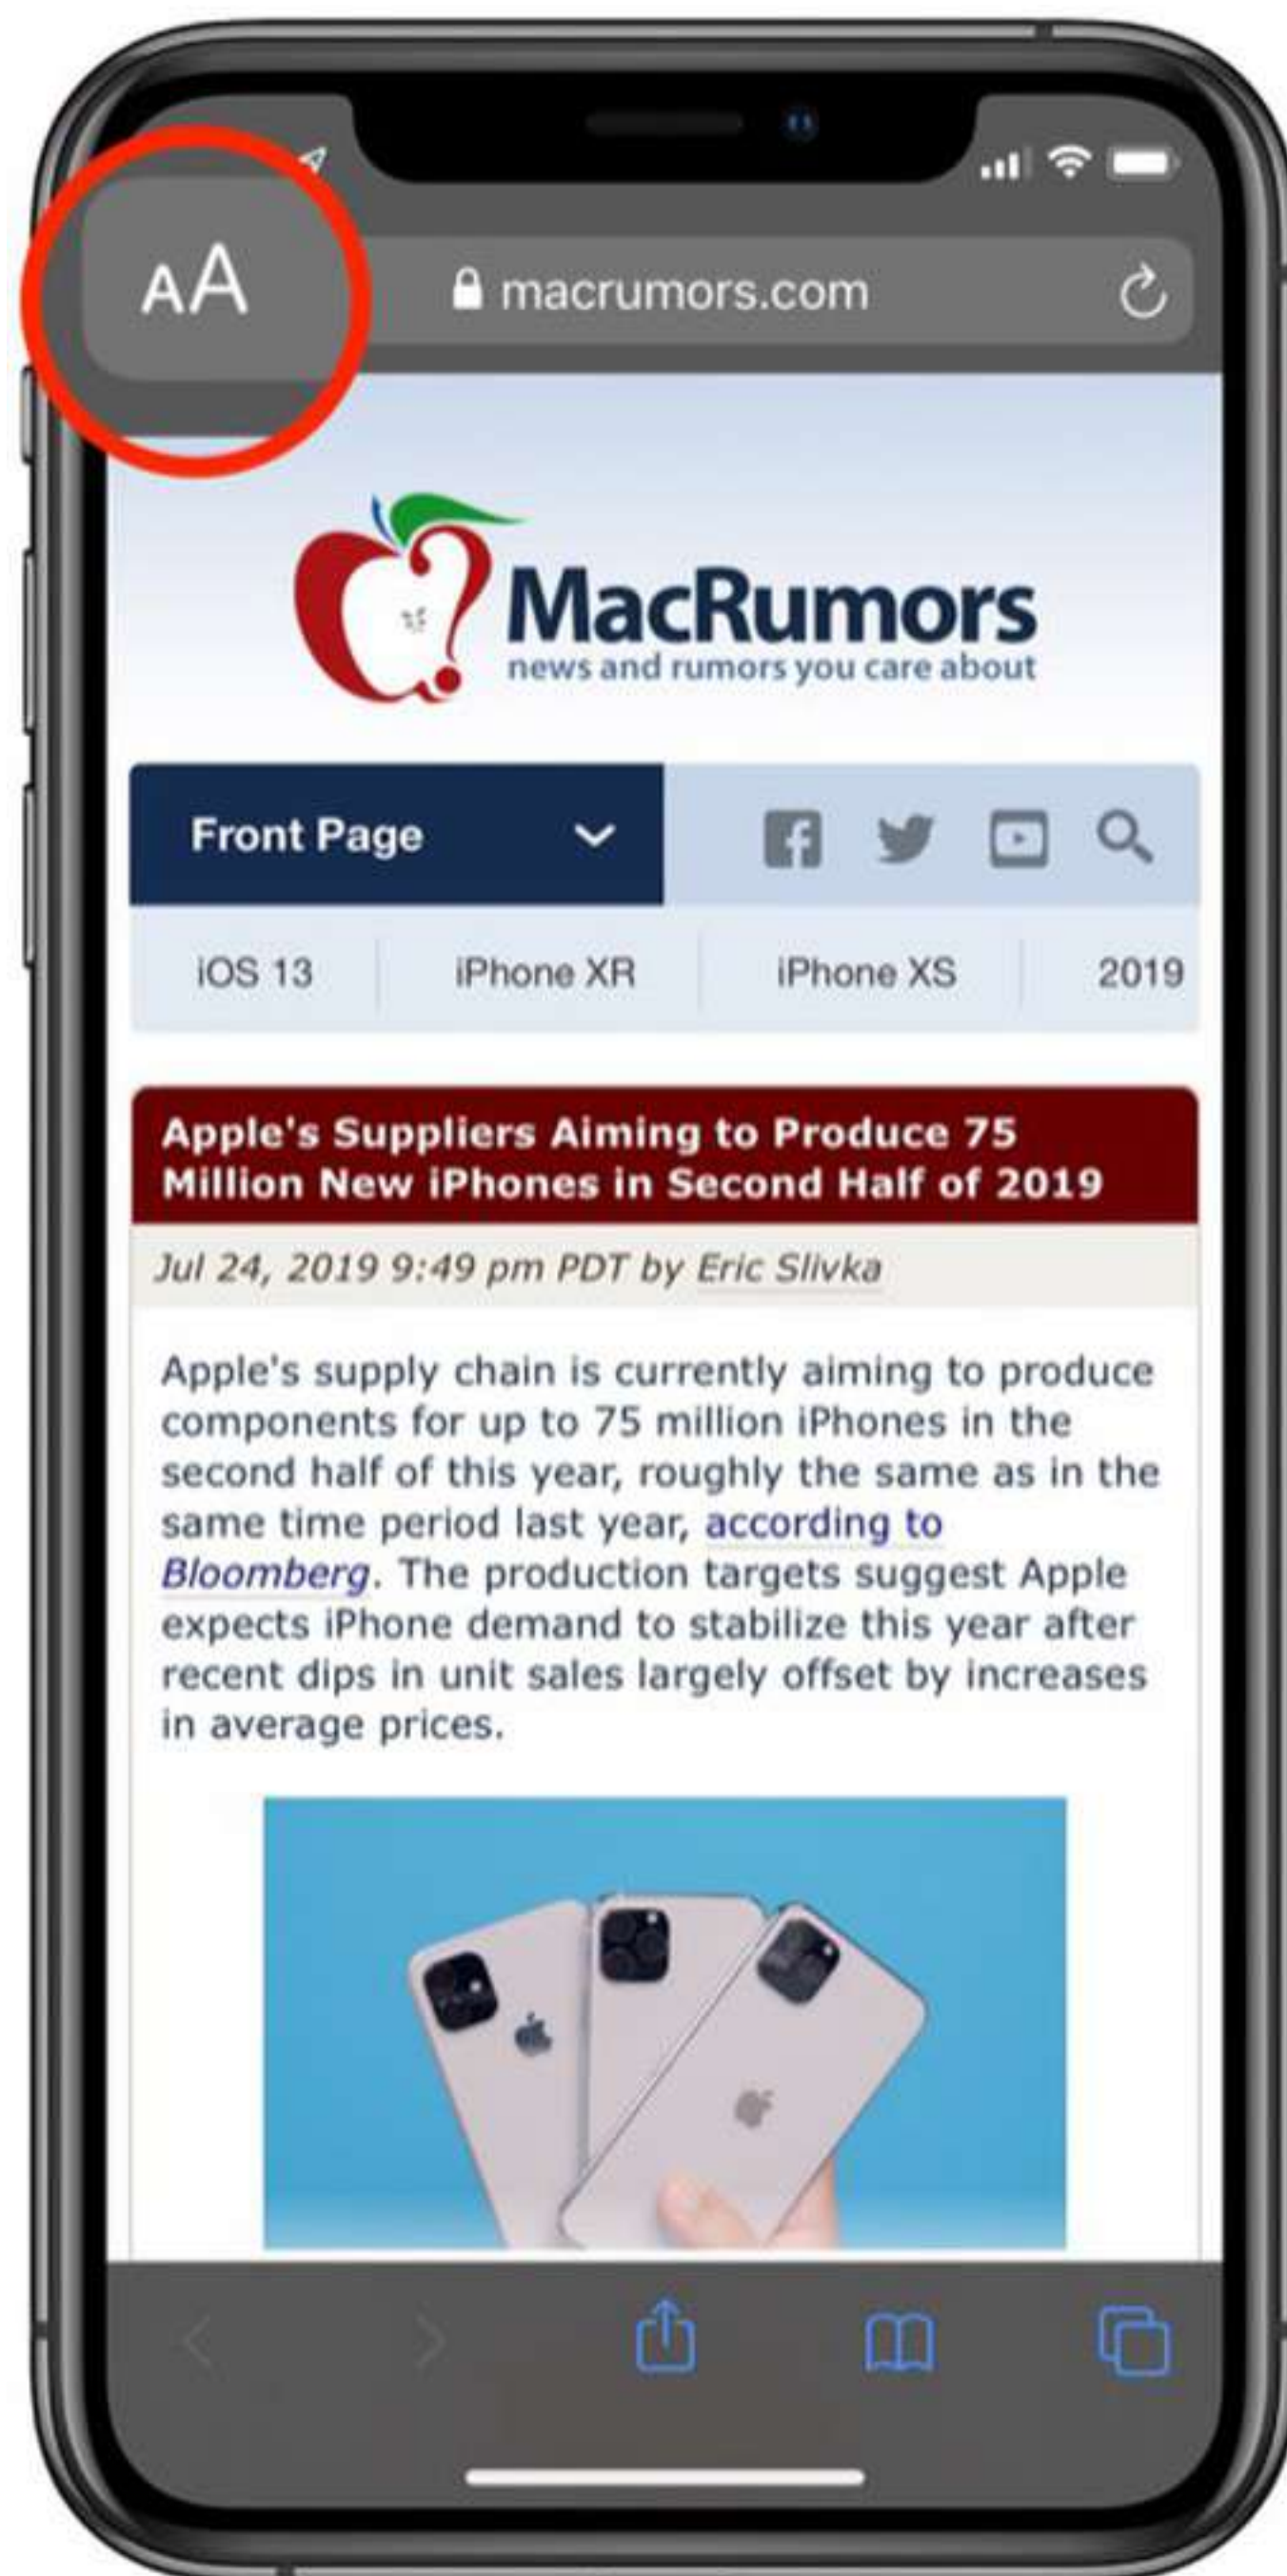 AA
macrumors.com
MacRumors
news and rumors you care about
Front Page
iOS 13 iPhone XR iPhone XS 2019
Apple's Suppliers Aiming to Produce 75
Million New iPhones in Second Half of 2019
Jul 24, 2019 9:49 pm PDT by Eric Slivka
Apple's supply chain is currently aiming to produce
components for up to 75 million iPhones in the
second half of this year, roughly the same as in the
same time period last year, according to
Bloomberg. The production targets suggest Apple
expects iPhone demand to stabilize this year after
recent dips in unit sales largely offset by increases
in average prices.